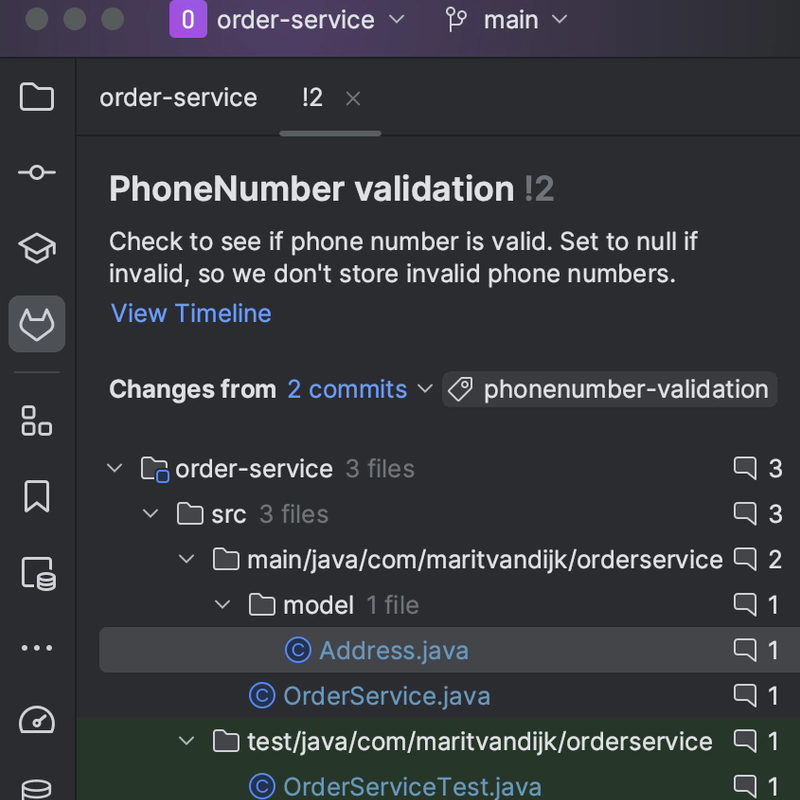 O order-service main
order-service !2
PhoneNumber validation !2
Check to see if phone number is valid. Set to null if
invalid, so we don't store invalid phone numbers.
View Timeline
Changes from 2 commits phonenumber-validation
order-service 3 files 3
src 3 files 3
main/java/com/maritvandijk/orderservice 2
model 1 file 1
C Address.java 1
C OrderService.java 1
test/java/com/maritvandijk/orderservice 1
C OrderServiceTest.java 1